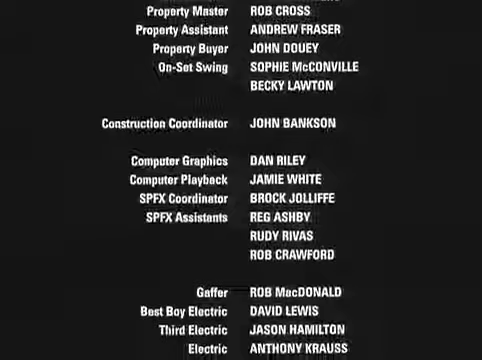 Property Master ROB CROSS
Property Assistant ANDREW FRASER
Property Buyer JOHN DOUEY
On-Set Swing SOPHIE McCONVILLE
BECKY LAWTON
Construction Coordinator JOHN BANKSON
Computer Graphics DAN RILEY
Computer Playback JAMIE WHITE
SPFX Coordinator BROCK JOLLIFFE
SPFX Assistants REG ASHBY
RUDY RIVAS
ROB CRAWFORD
Gaffer ROB MacDONALD
Best Boy Electric DAVID LEWIS
Third Electric JASON HAMILTON
Electric ANTHONY KRAUSS